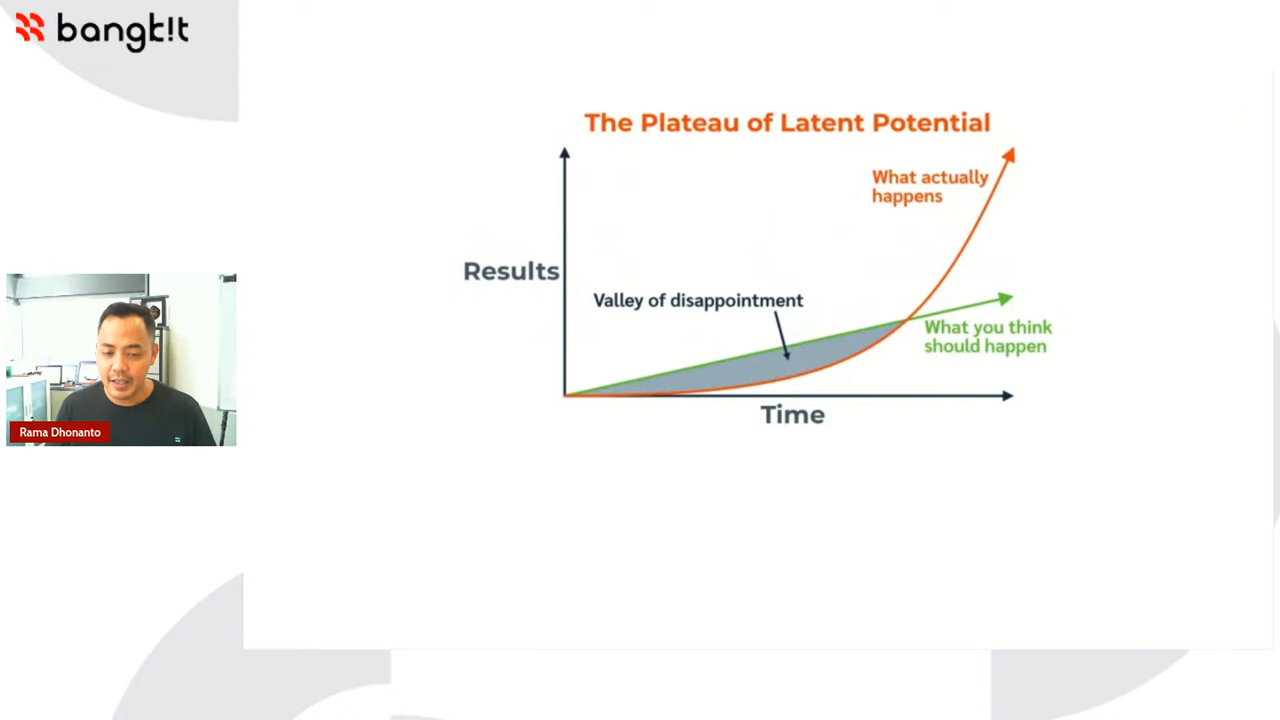 bangk!t
The Plateau of Latent Potential
What actually
happens
Results
Valley of disappointment
What you think
should happen
Time
Rama Dhonanto